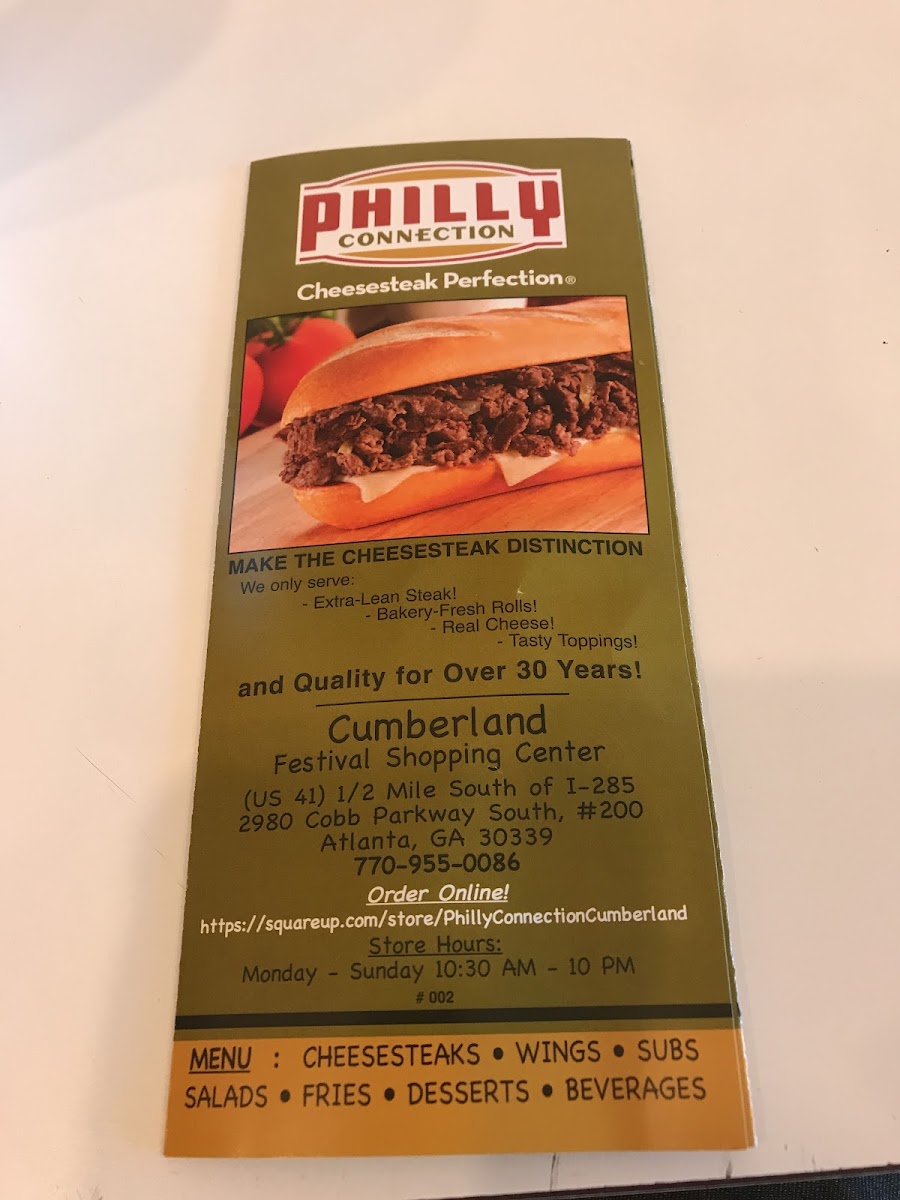 PHILLY
CONNECTION
Cheesesteak Perfection®
MAKE THE CHEESESTEAK DISTINCTION
We only serve:
- Extra-Lean Steak!
- Bakery-Fresh Rolls!
- Real Cheese!
- Tasty Toppings!
and Quality for Over 30 Years!
Cumberland
Festival Shopping Center
(US 41) 1/2 Mile South of I-285
2980 Cobb Parkway South, #200
Atlanta, GA 30339
770-955-0086
Order Online!
https://squareup.com/store/PhillyConnectionCumberland
Store Hours:
Monday - Sunday 10:30 AM - 10 PM
# 002
MENU : CHEESESTEAKS • WINGS • SUBS
SALADS • FRIES • DESSERTS • BEVERAGES